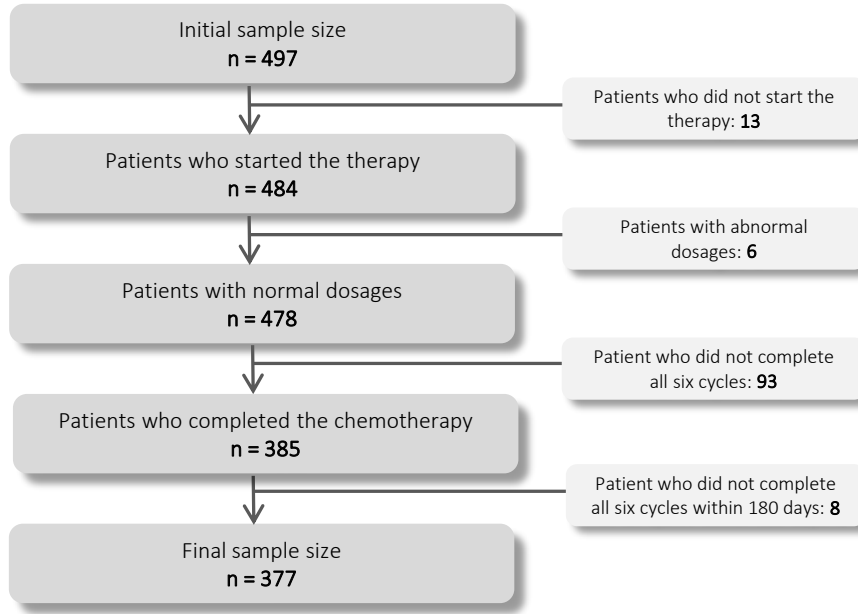 Initial sample size
n = 497
Patients who did not start the
therapy: 13
Patients who started the therapy
n = 484
Patients with abnormal
dosages: 6
Patients with normal dosages
n = 478
Patient who did not complete
all six cycles: 93
Patients who completed the chemotherapy
n = 385
Patient who did not complete
all six cycles within 180 days: 8
Final sample size
n = 377